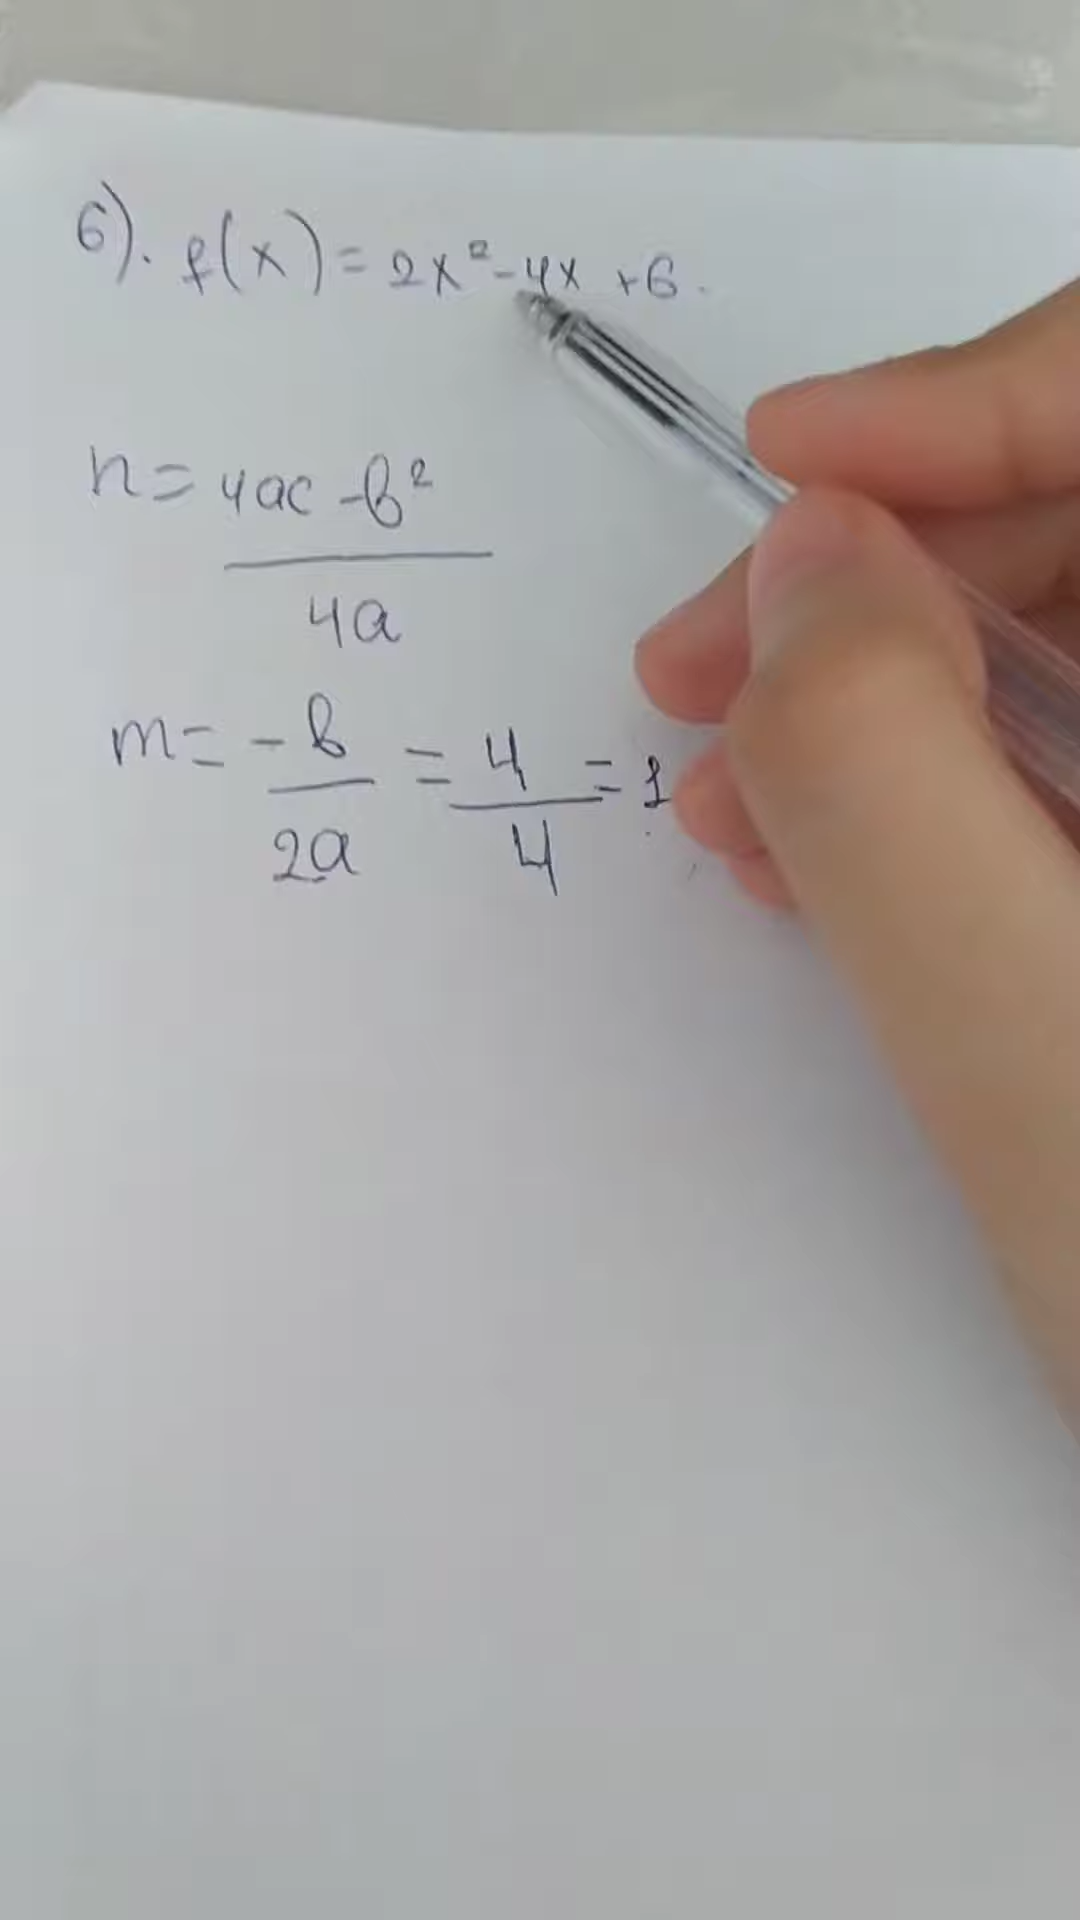 6). f(x) = 2x² - 4x + 6.
n = 4ac - b²
4a
m = - b = 4 = 1
2a 4